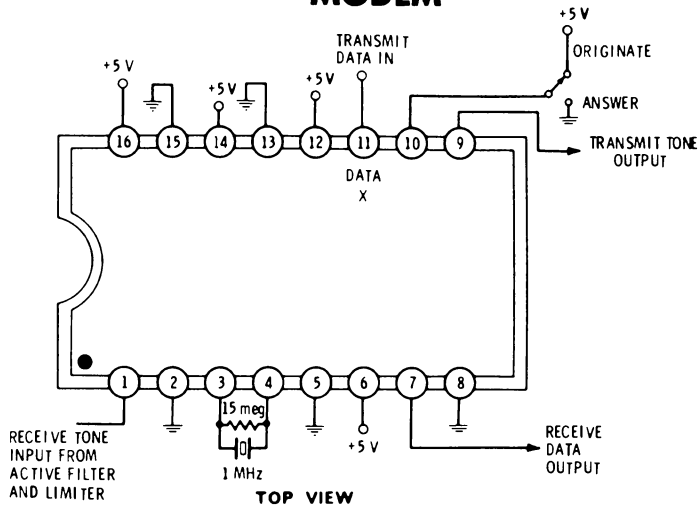 MODEM
+5 V
ORIGINATE
ANSWER
TRANSMIT
DATA IN
+5 V
+5 V
+5 V
16
15
14
13
12
11
10
9
TRANSMIT TONE
OUTPUT
DATA
X
1
2
3
4
5
6
7
8
15 meg
1 MHz
+5 V
RECEIVE TONE
INPUT FROM
ACTIVE FILTER
AND LIMITER
RECEIVE
DATA
OUTPUT
TOP VIEW